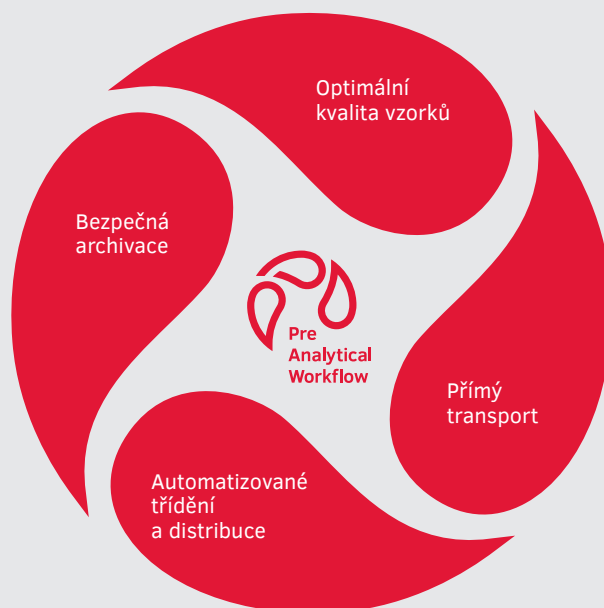 Optimální
kvalita vzorků
Bezpečná
archivace
Pre
Analytical
Workflow
Přímý
transport
Automatizované
třídění
a distribuce